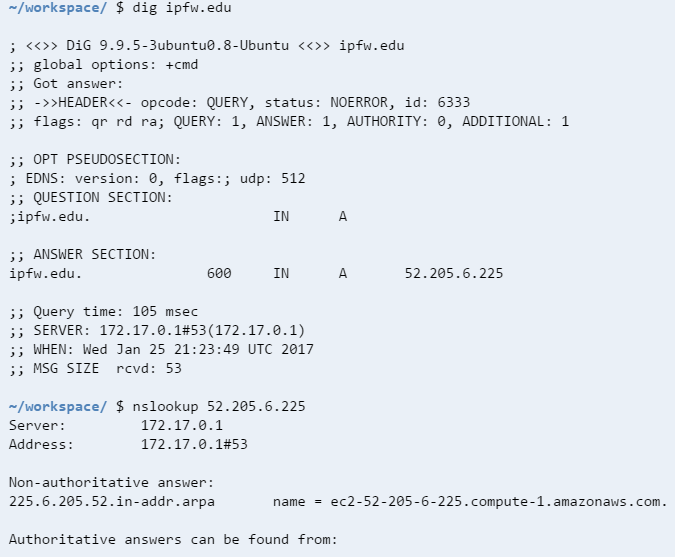 ~/workspace/ $ dig ipfw.edu
; <<>> DiG 9.9.5-3ubuntu0.8-Ubuntu <<>> ipfw.edu
;; global options: +cmd
;; Got answer:
;; ->>HEADER<<- opcode: QUERY, status: NOERROR, id: 6333
;; flags: qr rd ra; QUERY: 1, ANSWER: 1, AUTHORITY: 0, ADDITIONAL: 1
;; OPT PSEUDOSECTION:
; EDNS: version: 0, flags:; udp: 512
;; QUESTION SECTION:
;ipfw.edu. IN A
;; ANSWER SECTION:
ipfw.edu. 600 IN A 52.205.6.225
;; Query time: 105 msec
;; SERVER: 172.17.0.1#53(172.17.0.1)
;; WHEN: Wed Jan 25 21:23:49 UTC 2017
;; MSG SIZE rcvd: 53
~/workspace/ $ nslookup 52.205.6.225
Server: 172.17.0.1
Address: 172.17.0.1#53
Non-authoritative answer:
225.6.205.52.in-addr.arpa name = ec2-52-205-6-225.compute-1.amazonaws.com.
Authoritative answers can be found from: